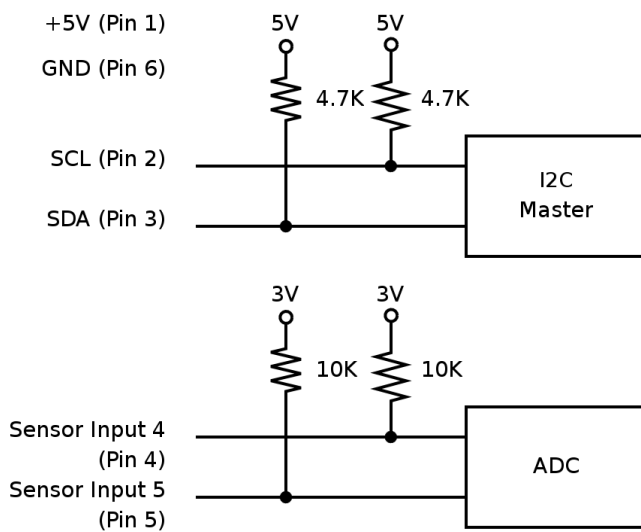 +5V (Pin 1)
5V
5V
GND (Pin 6)
4.7K
4.7K
SCL (Pin 2)
I2C
Master
SDA (Pin 3)
3V
3V
10K
10K
Sensor Input 4
(Pin 4)
ADC
Sensor Input 5
(Pin 5)